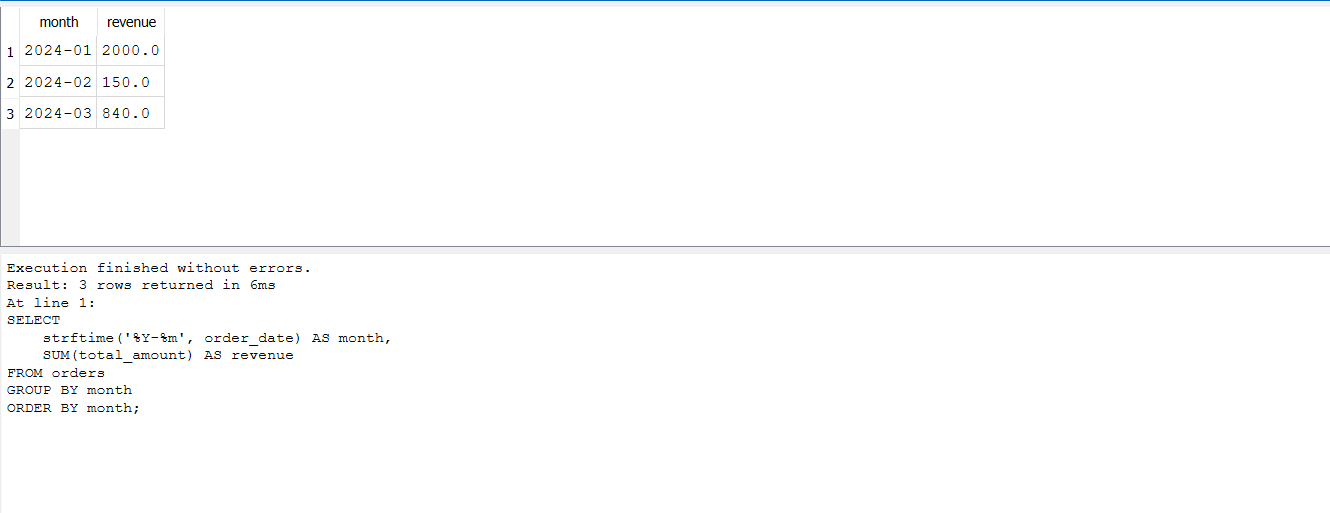 month revenue
1 2024-01 2000.0
2 2024-02 150.0
3 2024-03 840.0
Execution finished without errors.
Result: 3 rows returned in 6ms
At line 1:
SELECT
    strftime('%Y-%m', order_date) AS month,
    SUM(total_amount) AS revenue
FROM orders
GROUP BY month
ORDER BY month;